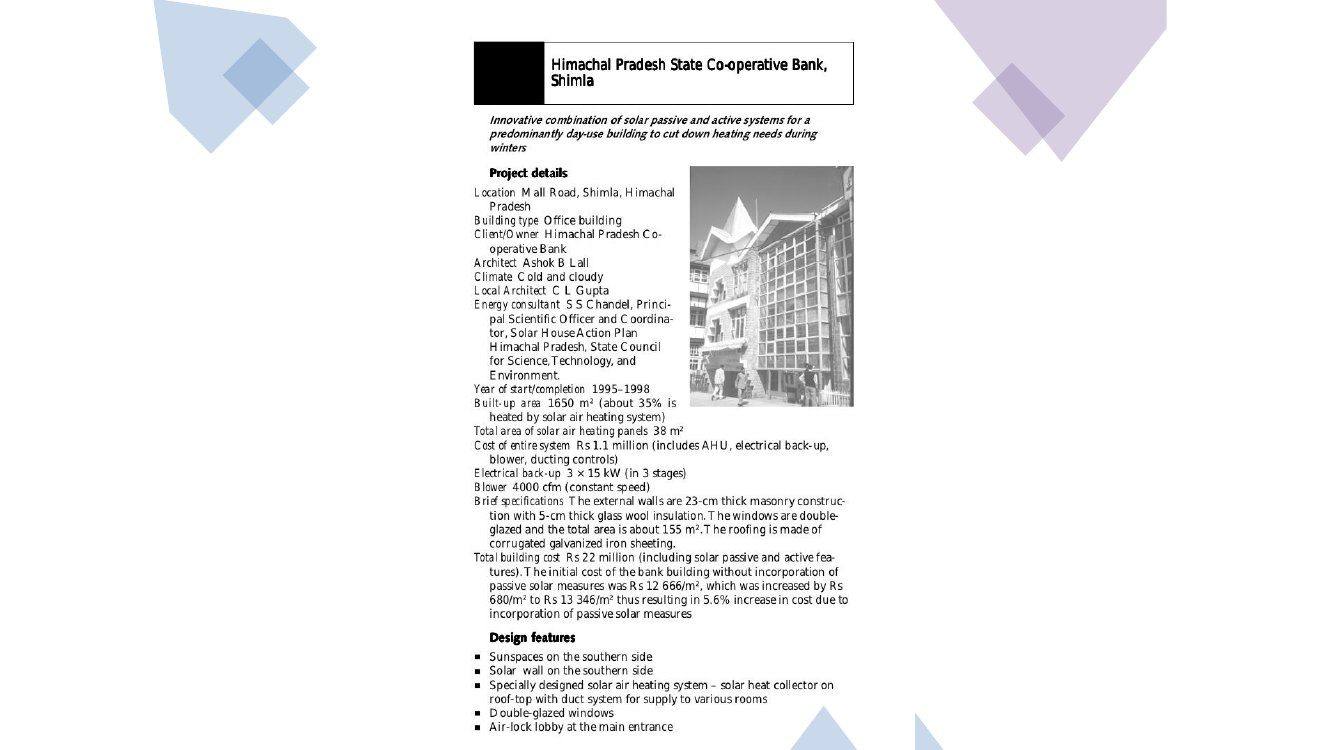 Himachal Pradesh State Co-operative Bank,
Shimla
Innovative combination of solar passive and active systems for a
predominantly day-use building to cut down heating needs during
winters
Project details
Location Mall Road, Shimla, Himachal
Pradesh
Building type Office building
Client/Owner Himachal Pradesh Co-
operative Bank
Architect Ashok B Lall
Climate Cold and cloudy
Local Architect C L Gupta
Energy consultant S S Chandel, Princi-
pal Scientific Officer and Coordina-
tor, Solar House Action Plan
Himachal Pradesh, State Council
for Science, Technology, and
Environment.
Year of start/completion 1995–1998
Built-up area 1650 m² (about 35% is
heated by solar air heating system)
Total area of solar air heating panels 38 m²
Cost of entire system Rs 1.1 million (includes AHU, electrical back-up,
blower, ducting controls)
Electrical back-up 3 × 15 kW (in 3 stages)
Blower 4000 cfm (constant speed)
Brief specifications The external walls are 23-cm thick masonry construc-
tion with 5-cm thick glass wool insulation. The windows are double-
glazed and the total area is about 155 m². The roofing is made of
corrugated galvanized iron sheeting.
Total building cost Rs 22 million (including solar passive and active fea-
tures). The initial cost of the bank building without incorporation of
passive solar measures was Rs 12 666/m², which was increased by Rs
680/m² to Rs 13 346/m² thus resulting in 5.6% increase in cost due to
incorporation of passive solar measures
Design features
■ Sunspaces on the southern side
■ Solar wall on the southern side
■ Specially designed solar air heating system – solar heat collector on
roof-top with duct system for supply to various rooms
■ Double-glazed windows
■ Air-lock lobby at the main entrance